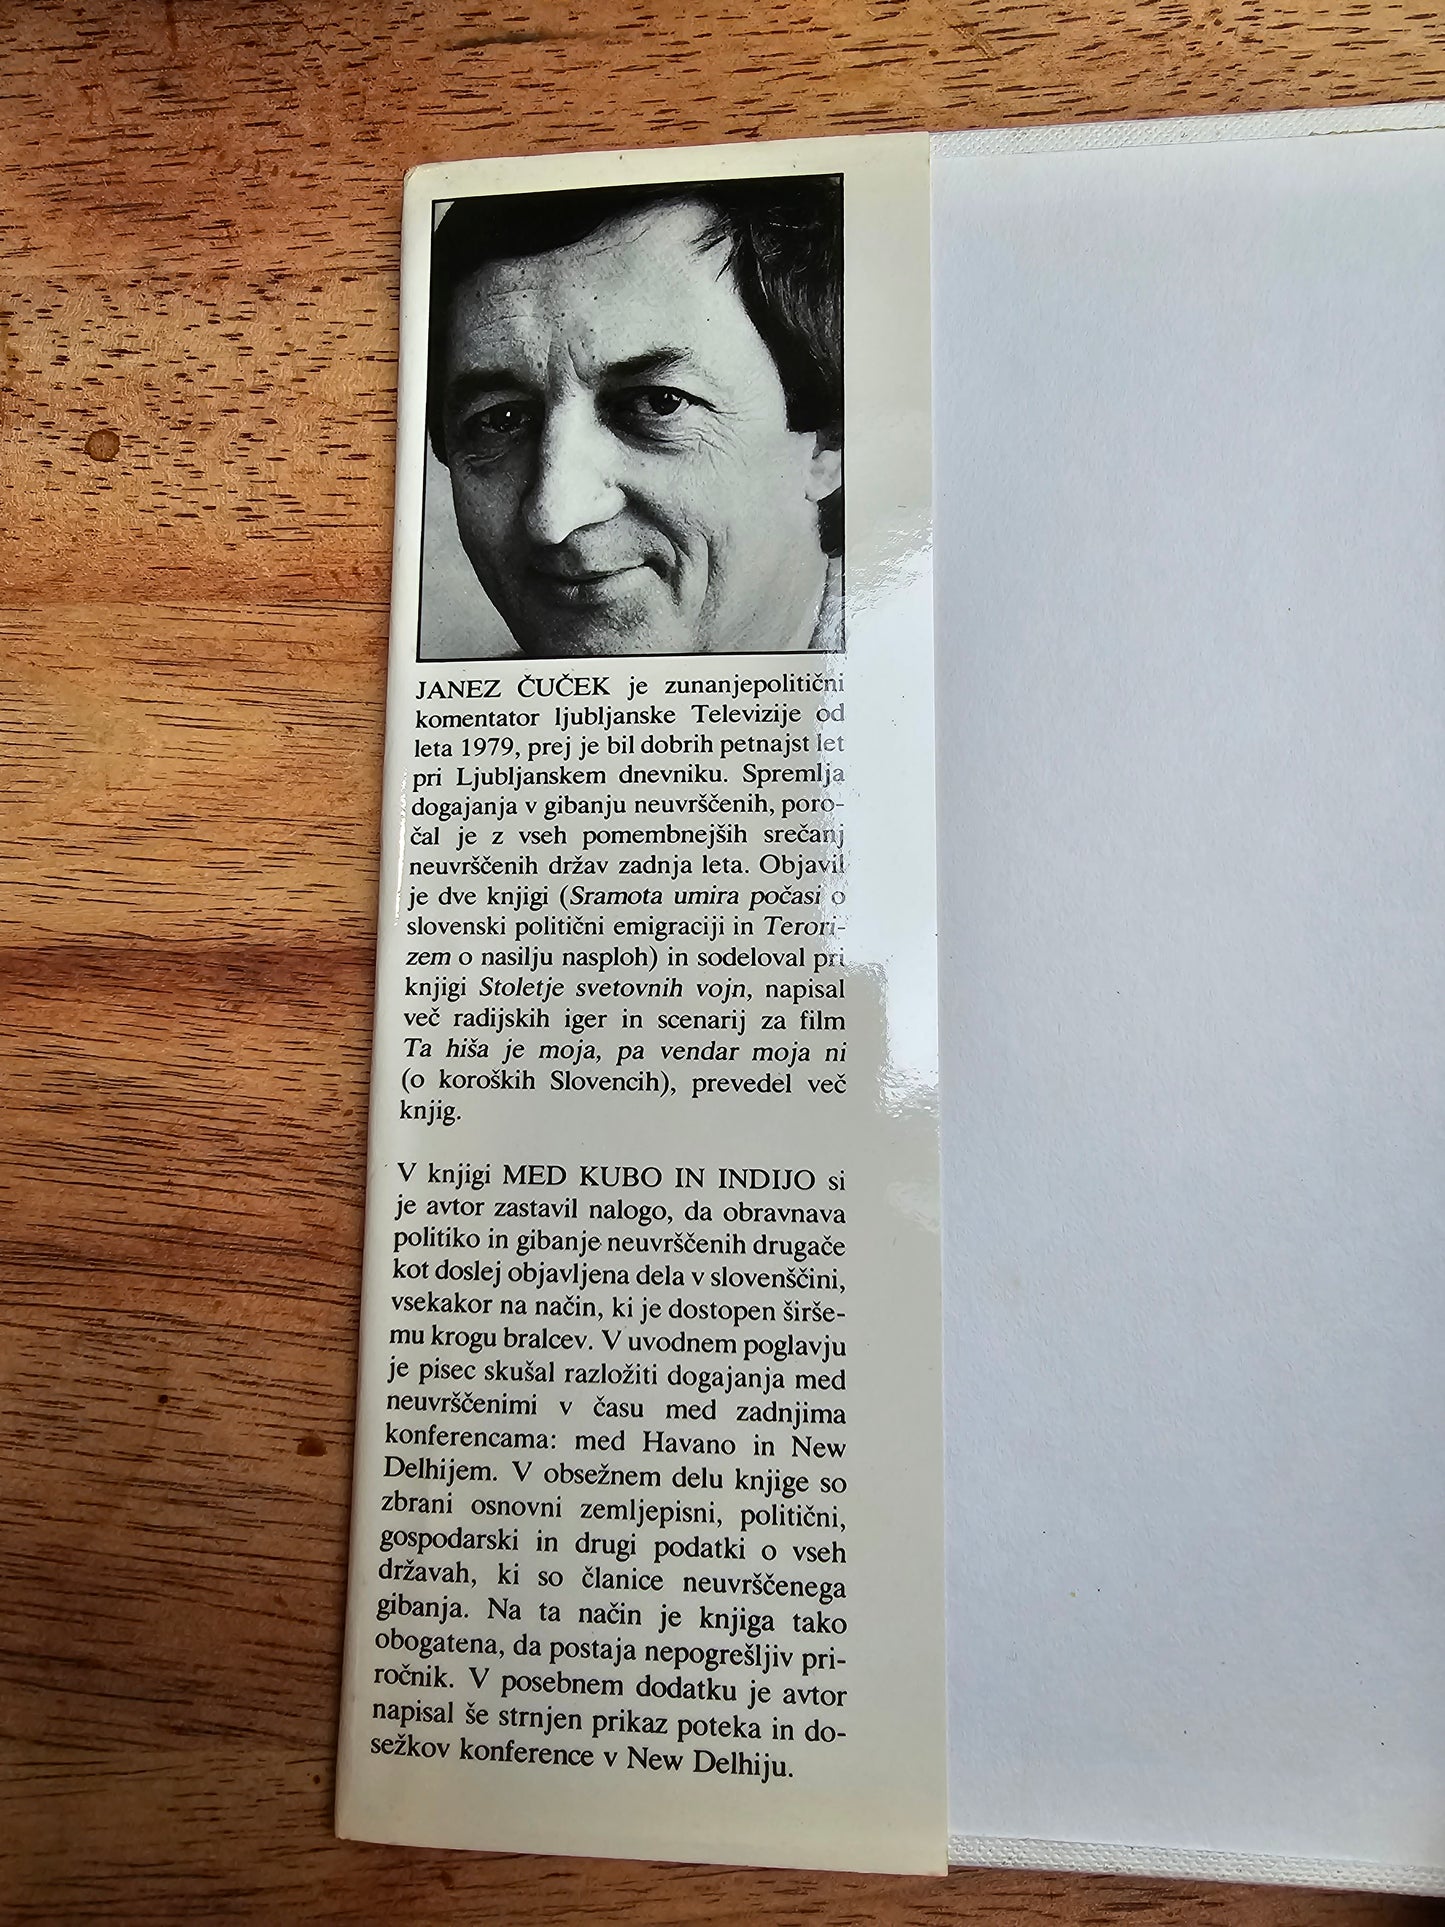 JANEZ ČUČEK je zunanjepolitični
komentator ljubljanske Televizije od
leta 1979, prej je bil dobrih petnajst let
pri Ljubljanskem dnevniku. Spremlja
dogajanja v gibanju neuvrščenih, poro-
čal je z vseh pomembnejših srečanj
neuvrščenih držav zadnja leta. Objavil
je dve knjigi (Sramota umira počasi o
slovenski politični emigraciji in Terori-
zem o nasilju nasploh) in sodeloval pri
knjigi Stoletje svetovnih vojn, napisal
več radijskih iger in scenarij za film
Ta hiša je moja, pa vendar moja ni
(o koroških Slovencih), prevedel več
knjig.
V knjigi MED KUBO IN INDIJO si
je avtor zastavil nalogo, da obravnava
politiko in gibanje neuvrščenih drugače
kot doslej objavljena dela v slovenščini,
vsekakor na način, ki je dostopen širše-
mu krogu bralcev. V uvodnem poglavju
je pisec skušal razložiti dogajanja med
neuvrščenimi v času med zadnjima
konferencama: med Havano in New
Delhijem. V obsežnem delu knjige so
zbrani osnovni zemljepisni, politični,
gospodarski in drugi podatki o vseh
državah, ki so članice neuvrščenega
gibanja. Na ta način je knjiga tako
obogatena, da postaja nepogrešljiv pri-
ročnik. V posebnem dodatku je avtor
napisal še strnjen prikaz poteka in do-
sežkov konference v New Delhiju.